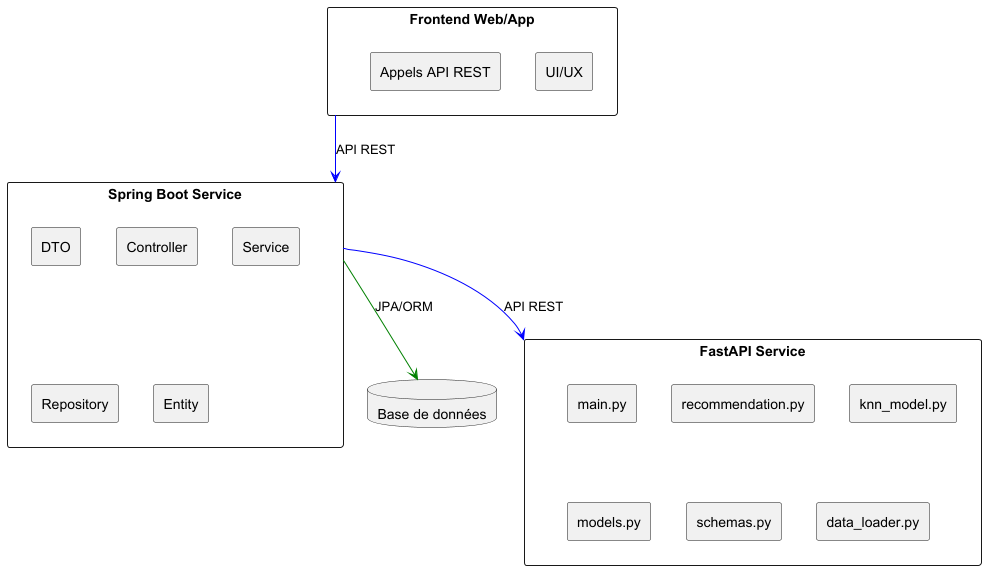 Frontend Web/App
Appels API REST
UI/UX
API REST
Spring Boot Service
DTO
Controller
Service
Repository
Entity
JPA/ORM
API REST
Base de données
FastAPI Service
main.py
recommendation.py
knn_model.py
models.py
schemas.py
data_loader.py